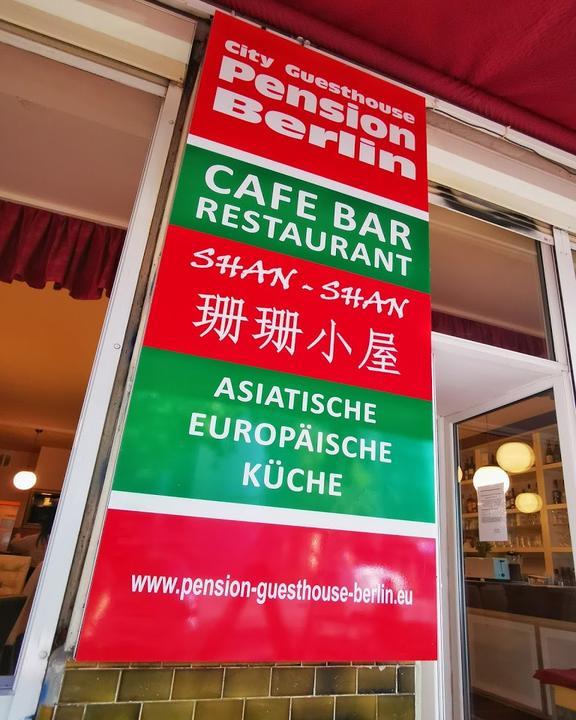 City Guesthouse
Pension
Berlin
CAFE BAR
RESTAURANT
SHAN-SHAN
珊珊小屋
ASIATISCHE
EUROPÄISCHE
KÜCHE
www.pension-guesthouse-berlin.eu